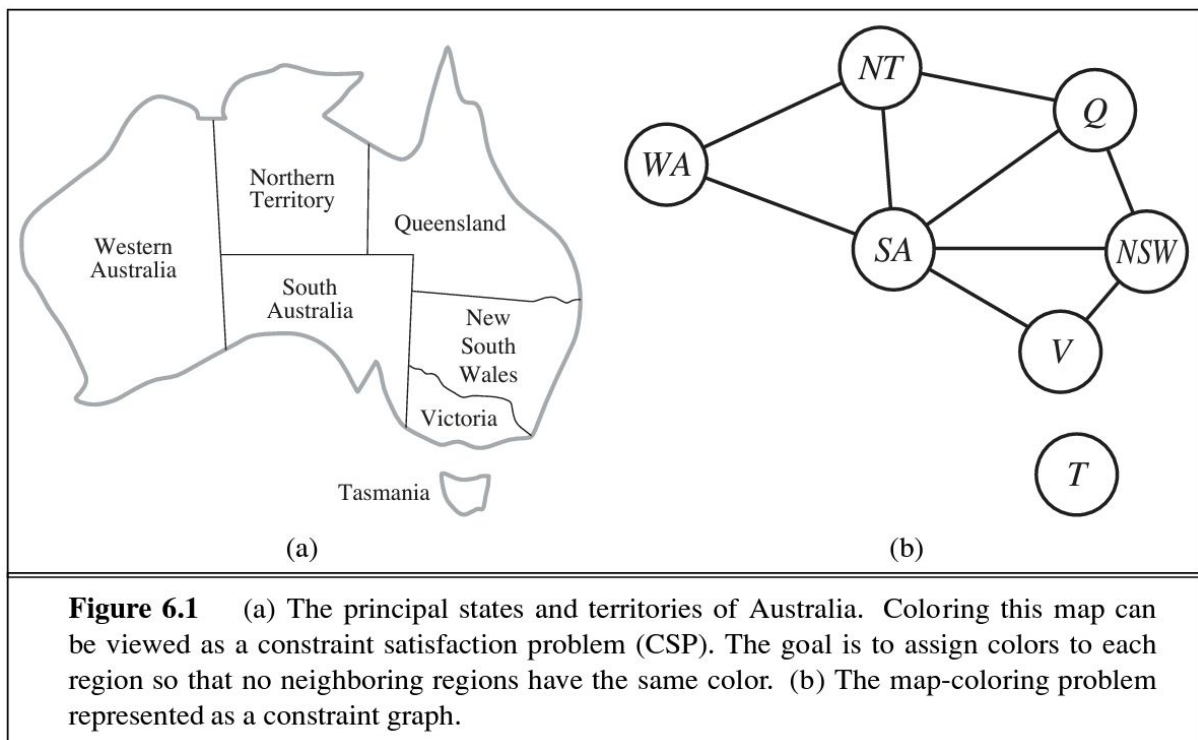 Northern
Territory
Western
Australia
Queensland
South
Australia
New
South
Wales
Victoria
Tasmania
(a)
NT
Q
WA
SA
NSW
V
T
(b)
Figure 6.1 (a) The principal states and territories of Australia. Coloring this map can
be viewed as a constraint satisfaction problem (CSP). The goal is to assign colors to each
region so that no neighboring regions have the same color. (b) The map-coloring problem
represented as a constraint graph.